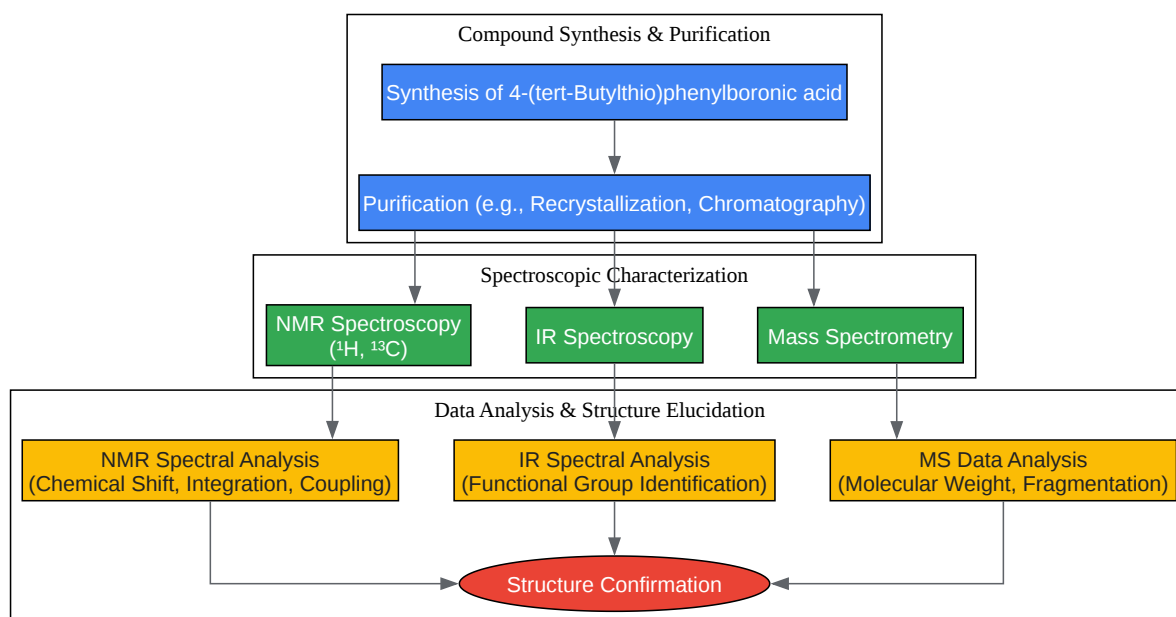 Compound Synthesis & Purification
Synthesis of 4-(tert-Butylthio)phenylboronic acid
Purification (e.g., Recrystallization, Chromatography)
Spectroscopic Characterization
NMR Spectroscopy
(¹H, ¹³C)
IR Spectroscopy
Mass Spectrometry
Data Analysis & Structure Elucidation
NMR Spectral Analysis
(Chemical Shift, Integration, Coupling)
IR Spectral Analysis
(Functional Group Identification)
MS Data Analysis
(Molecular Weight, Fragmentation)
Structure Confirmation